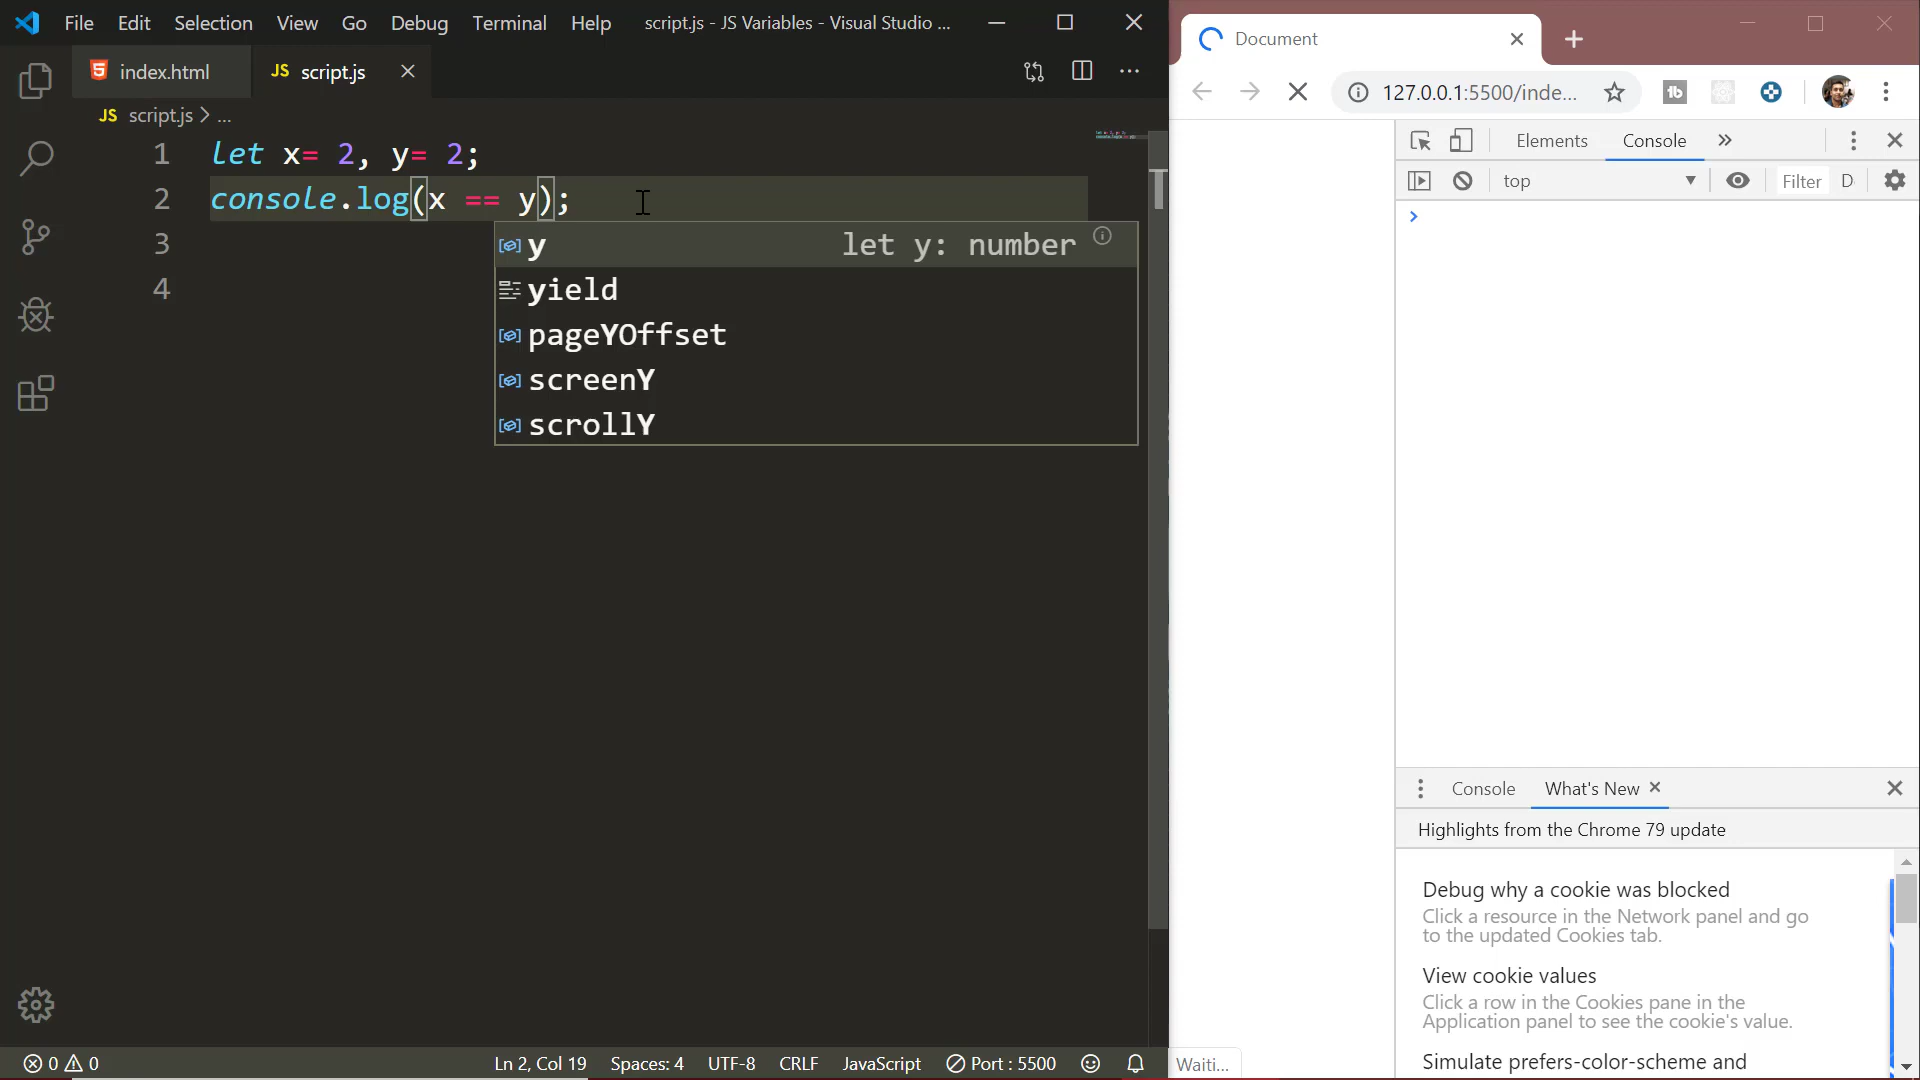 File Edit Selection View Go Debug Terminal Help script.js - JS Variables - Visual Studio ...
index.html JS script.js
JS script.js > ...
1 let x= 2, y= 2;
2 console.log(x == y);
3
4
y let y: number
yield
pageYOffset
screenY
scrollY
0 0 Ln 2, Col 19 Spaces: 4 UTF-8 CRLF JavaScript Port : 5500
Document
127.0.0.1:5500/inde...
Elements Console »
top Filter D
Console What's New
Highlights from the Chrome 79 update
Debug why a cookie was blocked
Click a resource in the Network panel and go
to the updated Cookies tab.
View cookie values
Click a row in the Cookies pane in the
Application panel to see the cookie's value.
Simulate prefers-color-scheme and
Waiti...